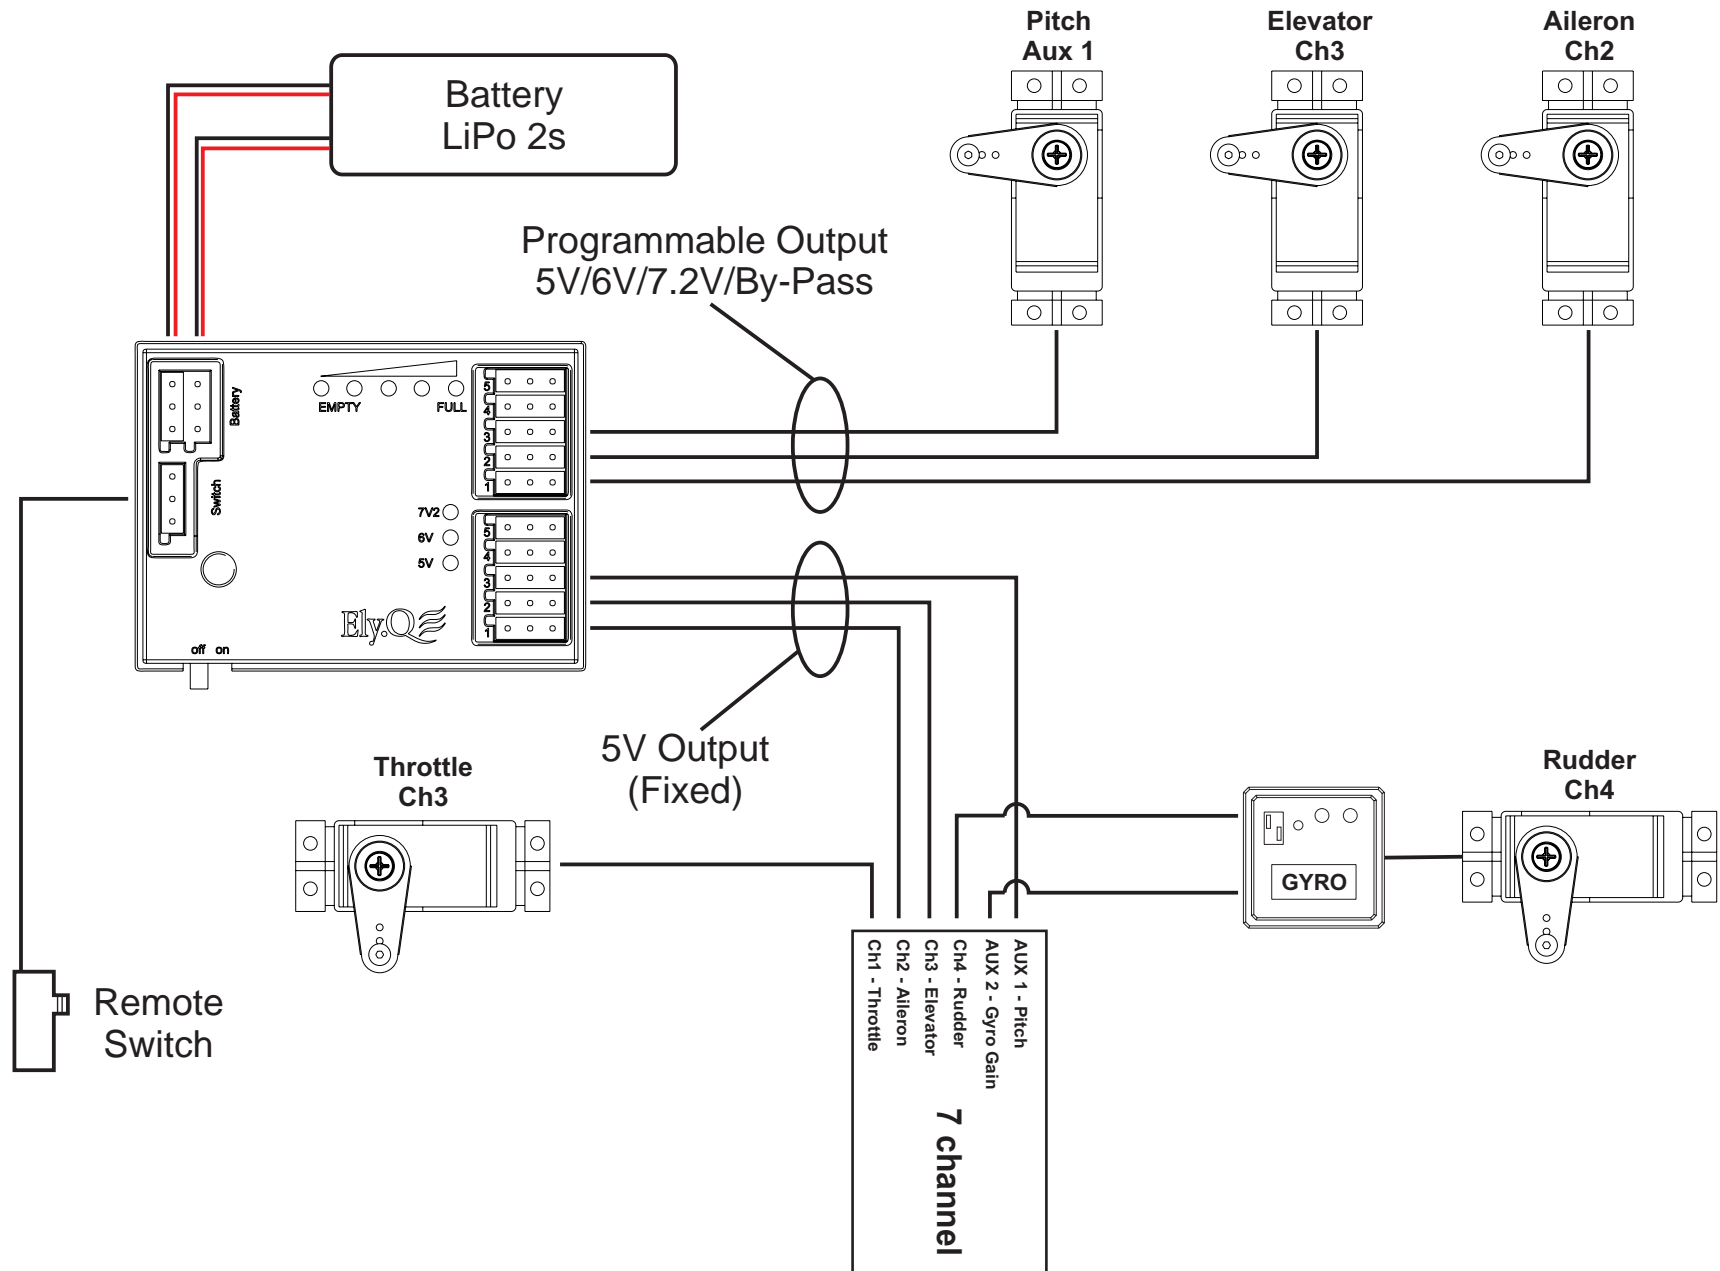 Pitch
Aux 1
Elevator
Ch3
Aileron
Ch2
Battery
LiPo 2s
Programmable Output
5V/6V/7.2V/By-Pass
Battery
Switch
EMPTY
FULL
5
4
3
2
1
7V2
6V
5V
5
4
3
2
1
Ely.Q
off on
5V Output
(Fixed)
Throttle
Ch3
Rudder
Ch4
GYRO
Remote
Switch
AUX 1 - Pitch
AUX 2 - Gyro Gain
Ch4 - Rudder
Ch3 - Elevator
Ch2 - Aileron
Ch1 - Throttle
7 channel